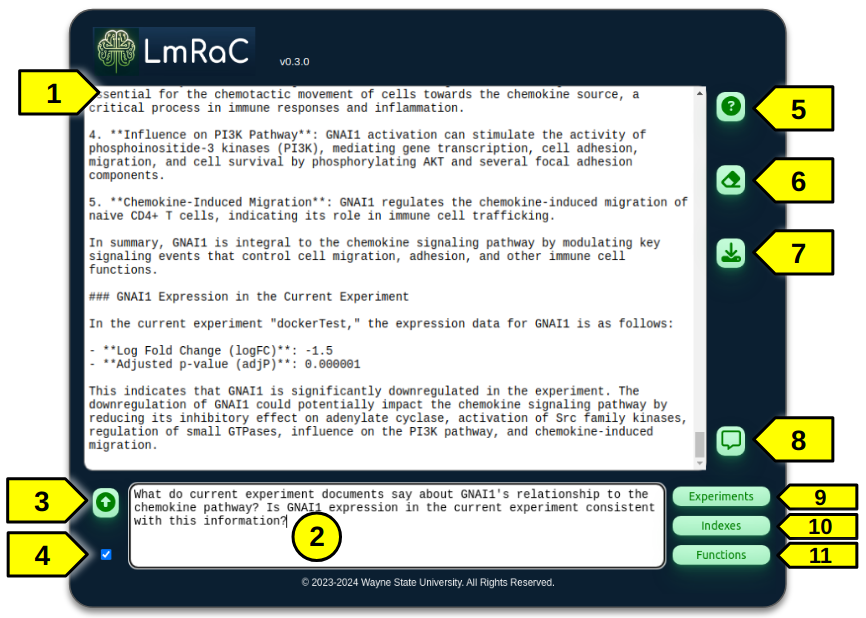 LmRaC
v0.3.0
1
essential for the chemotactic movement of cells towards the chemokine source, a
critical process in immune responses and inflammation.
4. **Influence on PI3K Pathway**: GNAI1 activation can stimulate the activity of
phosphoinositide-3 kinases (PI3K), mediating gene transcription, cell adhesion,
migration, and cell survival by phosphorylating AKT and several focal adhesion
components.
5. **Chemokine-Induced Migration**: GNAI1 regulates the chemokine-induced migration of
naive CD4+ T cells, indicating its role in immune cell trafficking.
In summary, GNAI1 is integral to the chemokine signaling pathway by modulating key
signaling events that control cell migration, adhesion, and other immune cell
functions.
### GNAI1 Expression in the Current Experiment
In the current experiment "dockerTest," the expression data for GNAI1 is as follows:
- **Log Fold Change (logFC)**: -1.5
- **Adjusted p-value (adjP)**: 0.000001
This indicates that GNAI1 is significantly downregulated in the experiment. The
downregulation of GNAI1 could potentially impact the chemokine signaling pathway by
reducing its inhibitory effect on adenylate cyclase, activation of Src family kinases,
regulation of small GTPases, influence on the PI3K pathway, and chemokine-induced
migration.
?
5
6
7
8
3
What do current experiment documents say about GNAI1's relationship to the
chemokine pathway? Is GNAI1 expression in the current experiment consistent
with this information?
2
4
Experiments
9
Indexes
10
Functions
11
© 2023-2024 Wayne State University. All Rights Reserved.